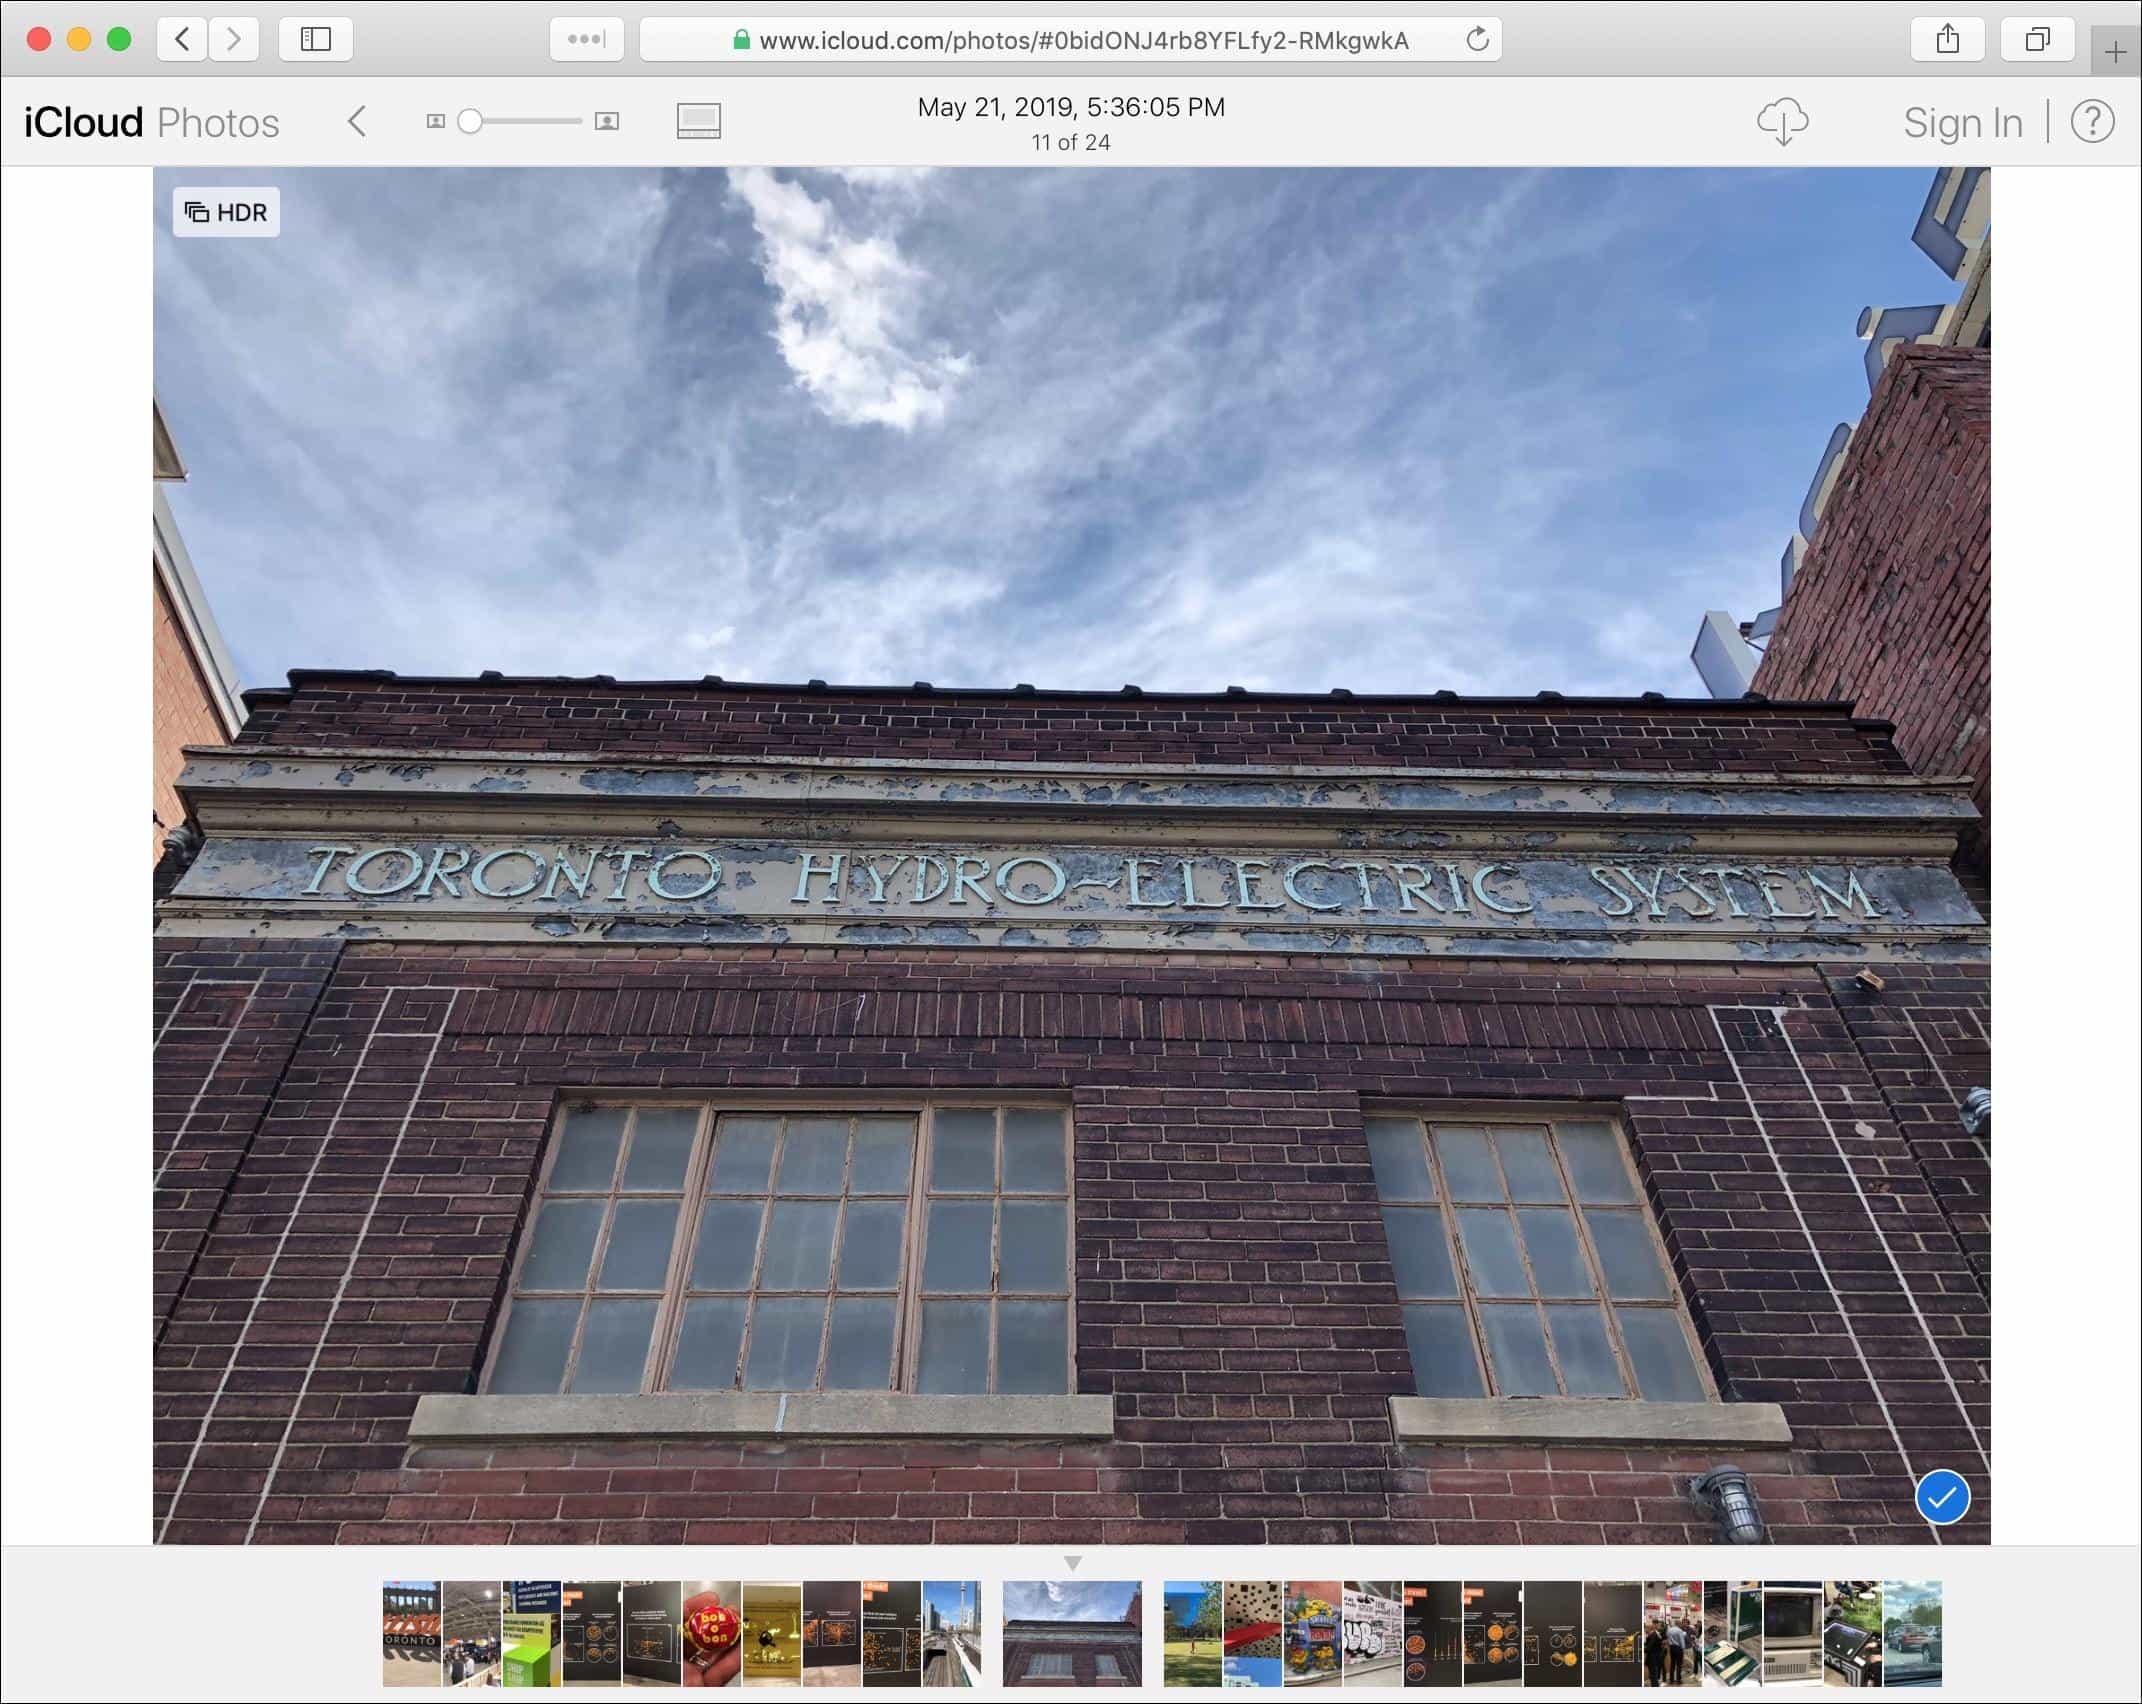 www.icloud.com/photos/#0bidONJ4rb8YFLfy2-RMkgwkA
iCloud Photos
May 21, 2019, 5:36:05 PM
11 of 24
Sign In
?
HDR
TORONTO HYDRO-ELECTRIC SYSTEM